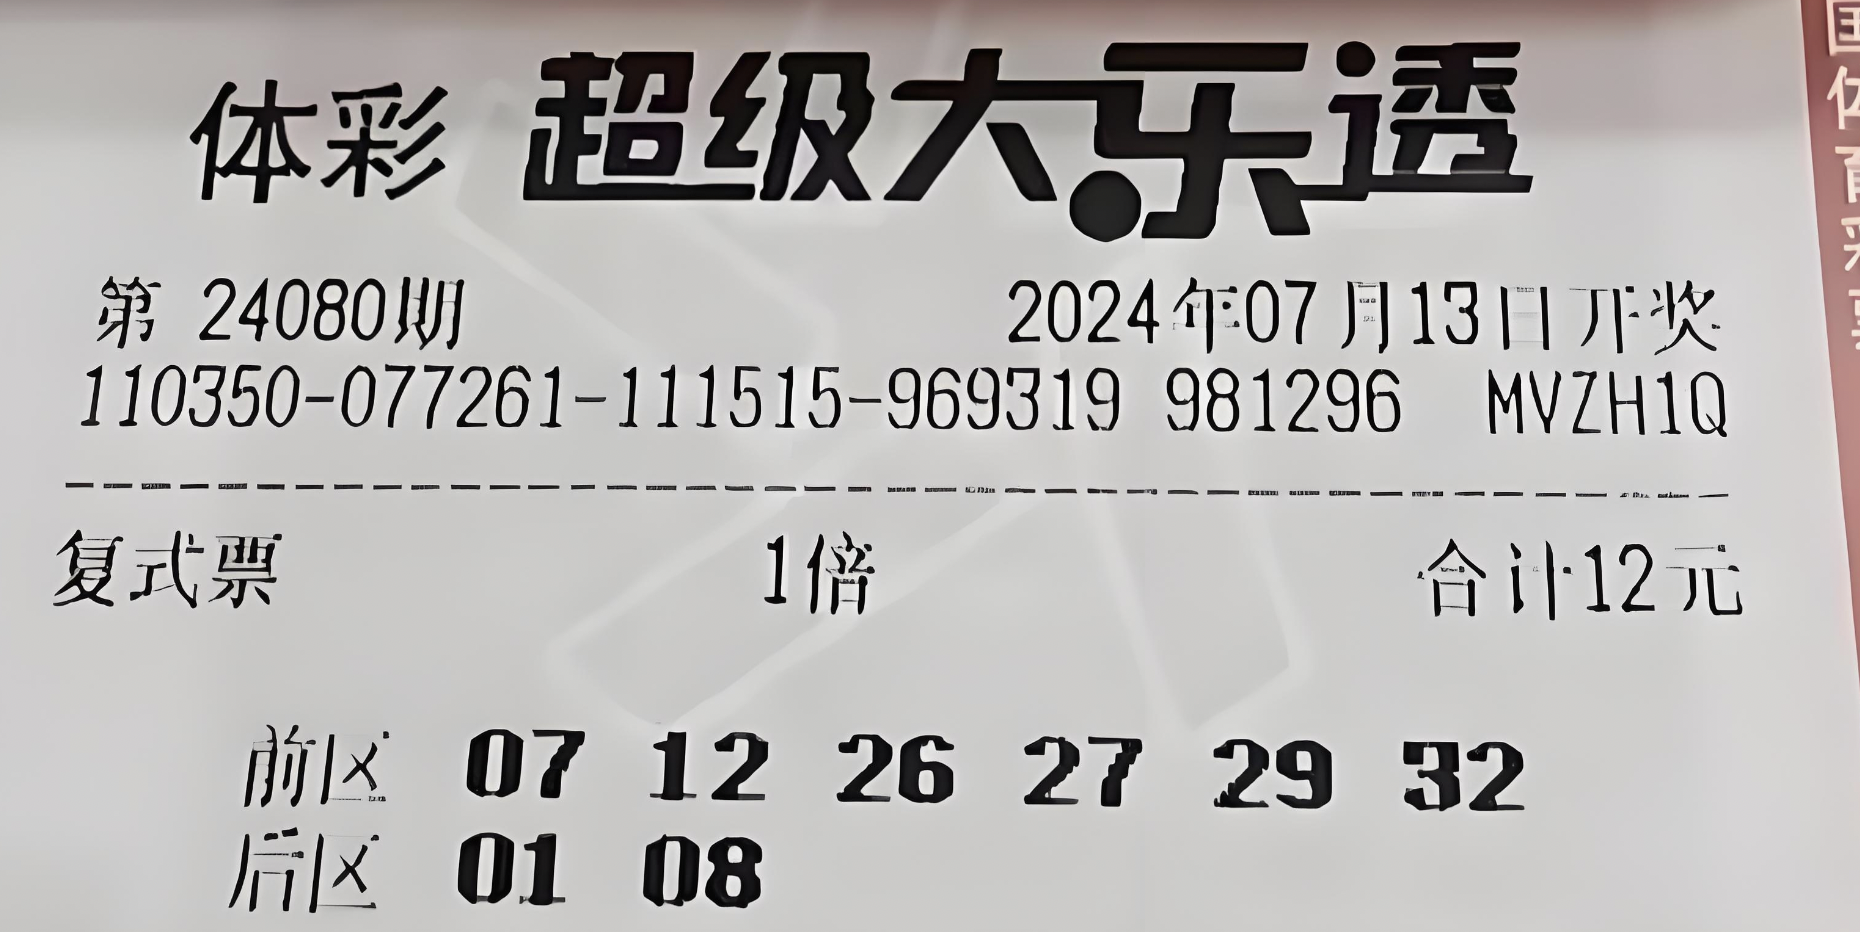 体彩 超级大乐透
第 24080期 2024年07月13日开奖
110350-077261-111515-969319 981296 MVZH1Q
复式票 1倍 合计12元
前区 07 12 26 27 29 32
后区 01 08
国体育彩票